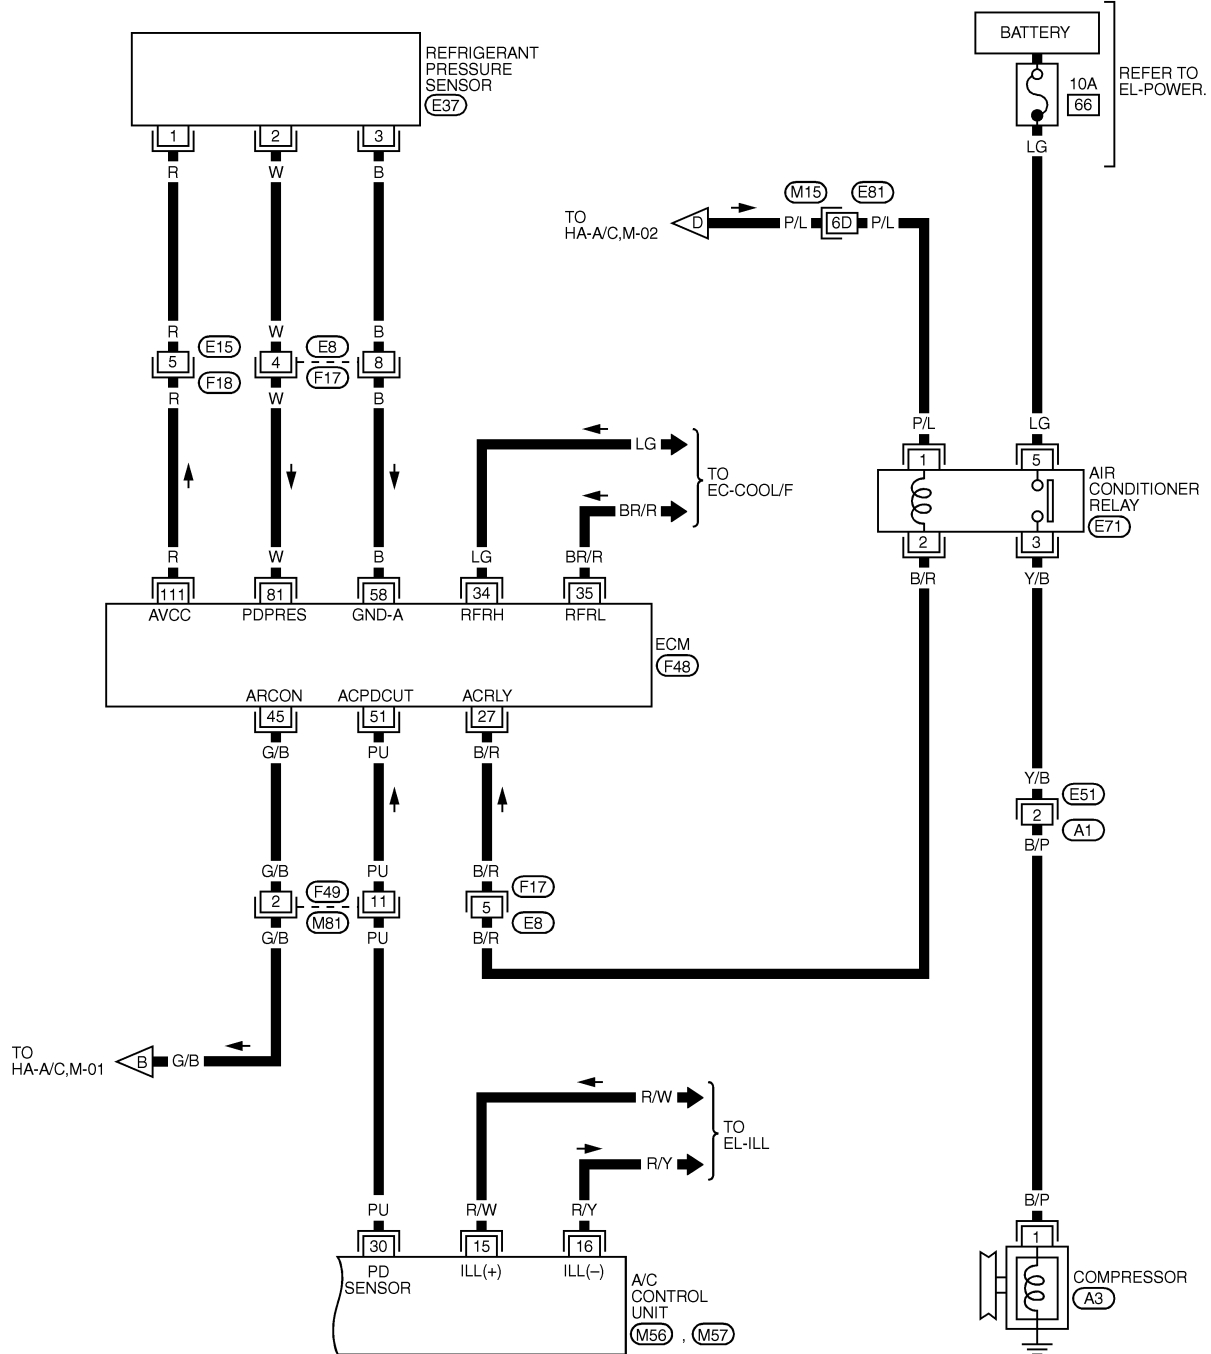 BATTERY
REFRIGERANT
PRESSURE
SENSOR
E37
10A
66
REFER TO
EL-POWER.
1
2
3
R
W
B
LG
M15
E81
TO
HA-A/C,M-02
D
P/L
6D
P/L
R
W
B
5
E15
F18
4
E8
F17
8
R
W
B
P/L
LG
LG
BR/R
TO
EC-COOL/F
1
5
AIR
CONDITIONER
RELAY
E71
2
3
R
W
B
LG
BR/R
B/R
Y/B
111
81
58
34
35
AVCC
PDPRES
GND-A
RFRH
RFRL
ECM
F48
ARCON
ACPDCUT
ACRLY
45
51
27
G/B
PU
B/R
Y/B
2
E51
A1
B/P
G/B
PU
B/R
2
F49
M81
11
5
F17
E8
G/B
PU
B/R
TO
HA-A/C,M-01
B
G/B
R/W
R/Y
TO
EL-ILL
PU
R/W
R/Y
B/P
30
15
16
1
PD
SENSOR
ILL(+)
ILL(–)
A/C
CONTROL
UNIT
M56 , M57
COMPRESSOR
A3